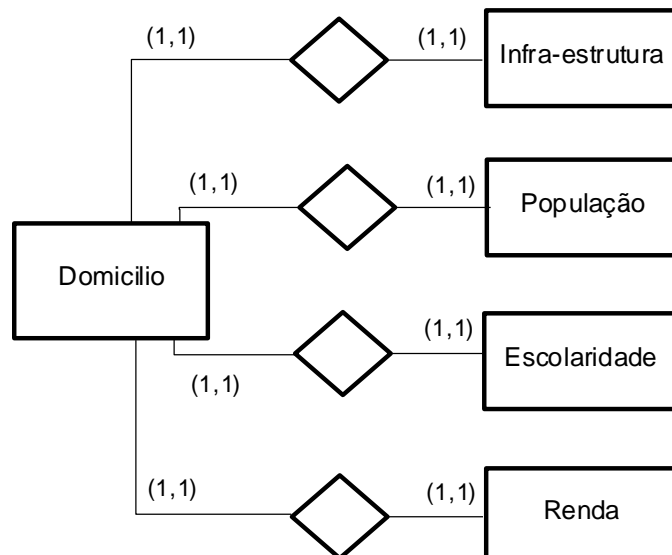 (1,1)
(1,1)
Infra-estrutura
(1,1)
(1,1)
População
Domicilio
(1,1)
(1,1)
Escolaridade
(1,1)
(1,1)
Renda